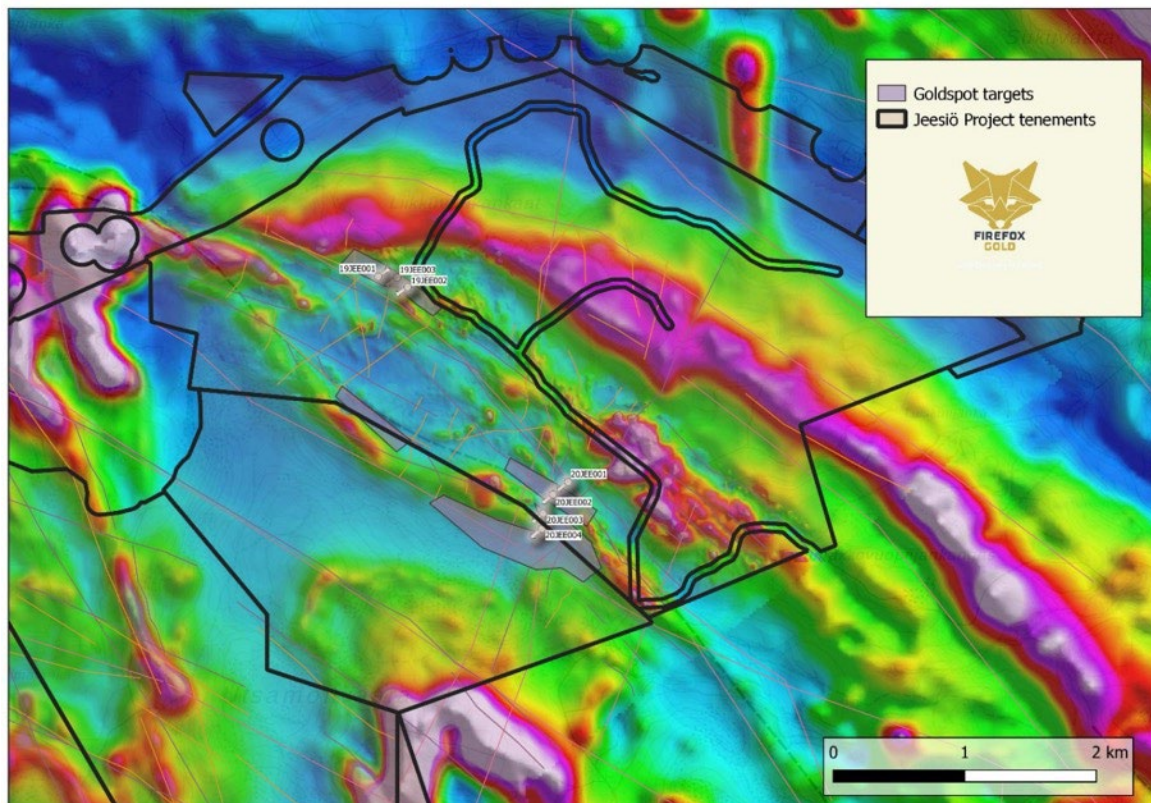 Goldspot targets
Jeesiö Project tenements
FIREFOX
GOLD
19JEE001
19JEE003
19JEE002
20JEE001
20JEE002
20JEE003
20JEE004
0 1 2 km